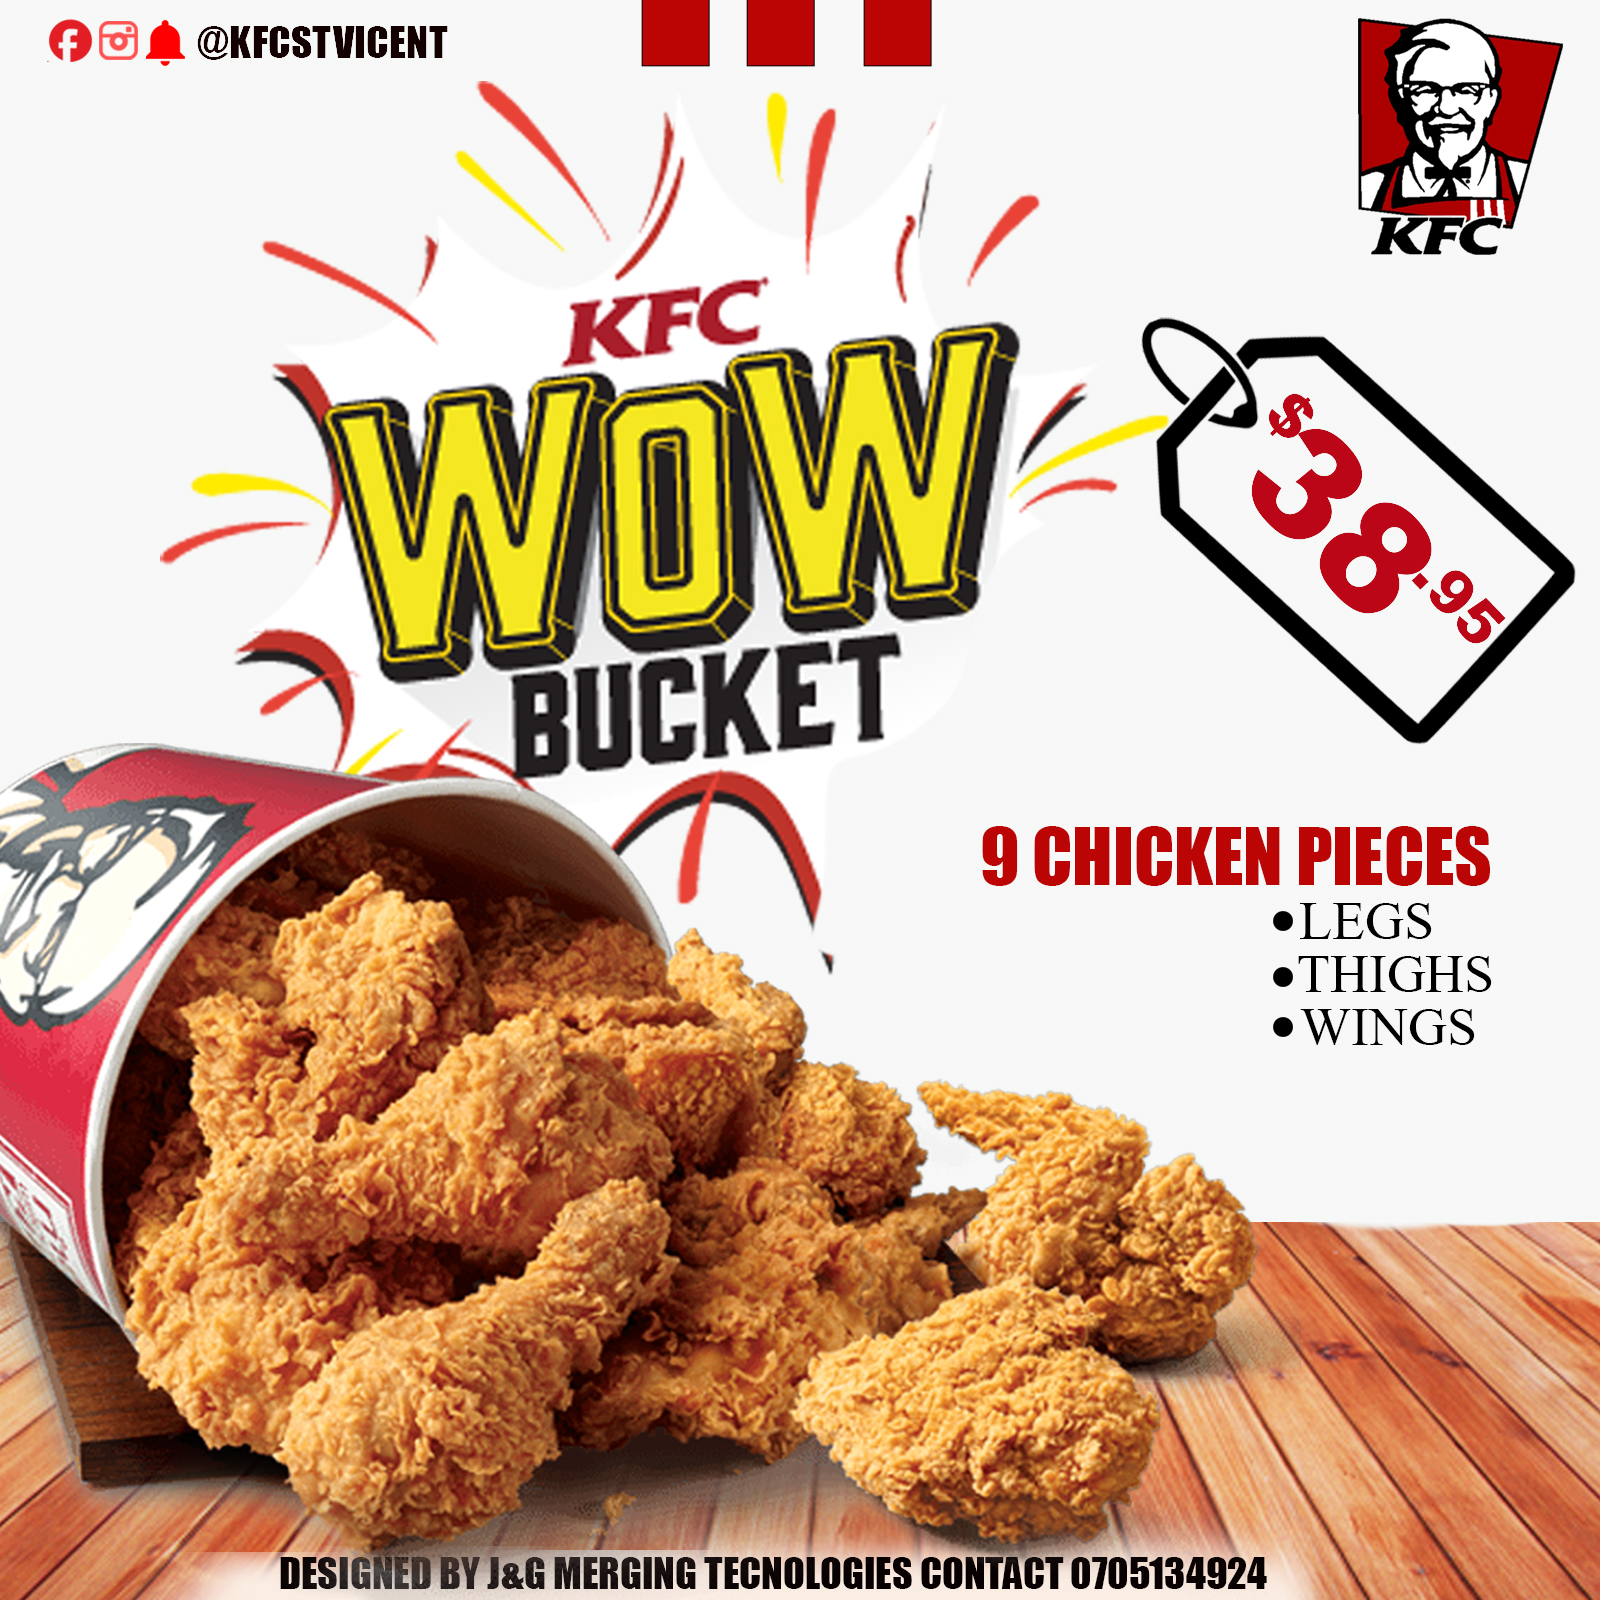 @KFCSTVICENT
KFC
KFC
WOW
BUCKET
$38.95
9 CHICKEN PIECES
•LEGS
•THIGHS
•WINGS
DESIGNED BY J&G MERGING TECNOLOGIES CONTACT 0705134924